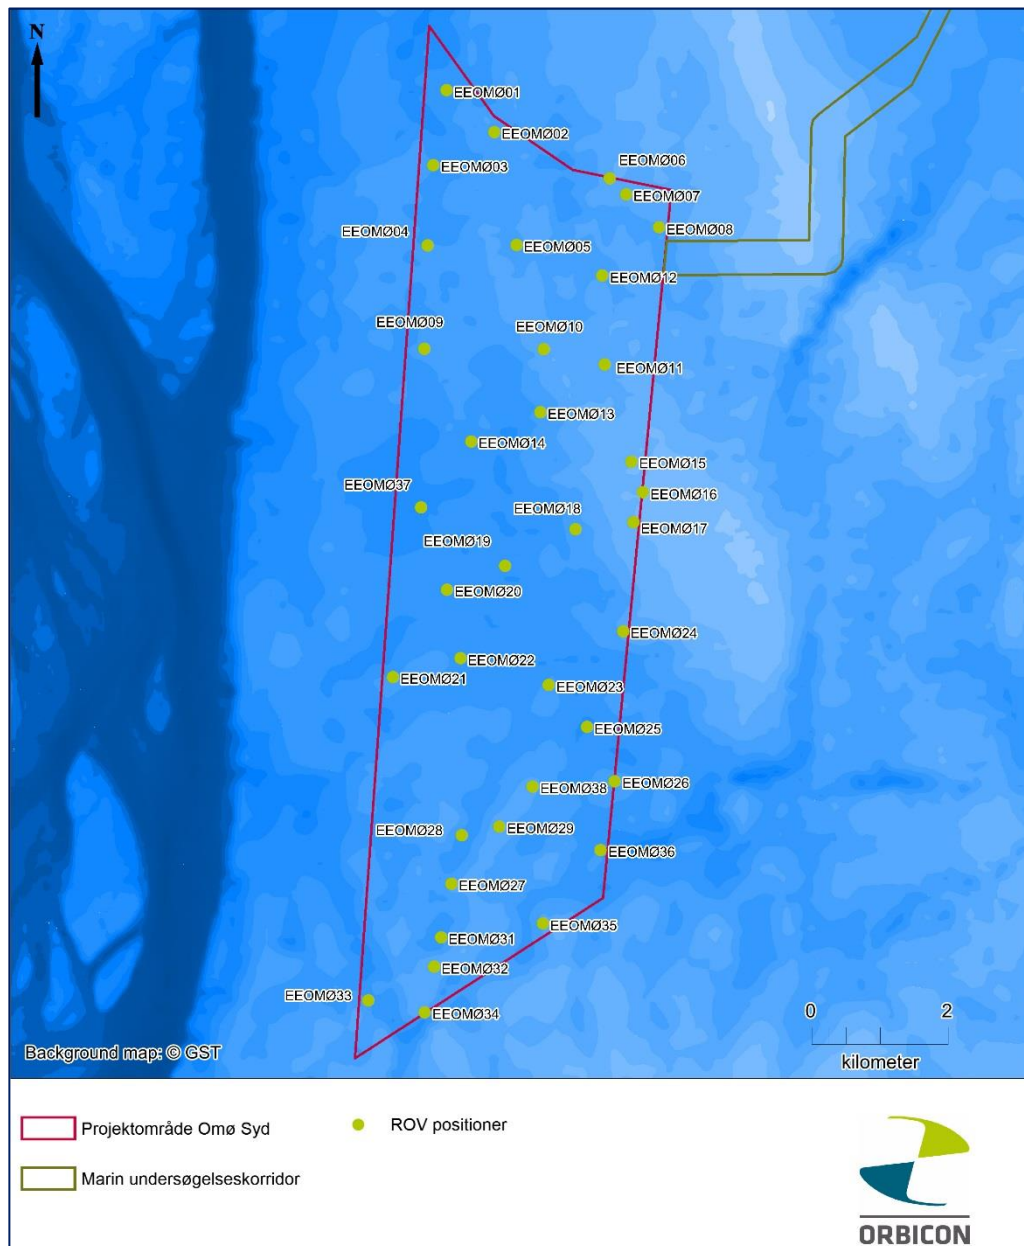 N
EEOMØ01
EEOMØ02
EEOMØ03
EEOMØ06
EEOMØ07
EEOMØ08
EEOMØ04
EEOMØ05
EEOMØ12
EEOMØ09
EEOMØ10
EEOMØ11
EEOMØ13
EEOMØ14
EEOMØ15
EEOMØ37
EEOMØ16
EEOMØ18
EEOMØ17
EEOMØ19
EEOMØ20
EEOMØ24
EEOMØ22
EEOMØ21
EEOMØ23
EEOMØ25
EEOMØ26
EEOMØ38
EEOMØ29
EEOMØ28
EEOMØ36
EEOMØ27
EEOMØ35
EEOMØ31
EEOMØ32
EEOMØ33
EEOMØ34
0 2
kilometer
Background map: © GST
Projektområde Omø Syd
ROV positioner
Marin undersøgelseskorridor
ORBICON